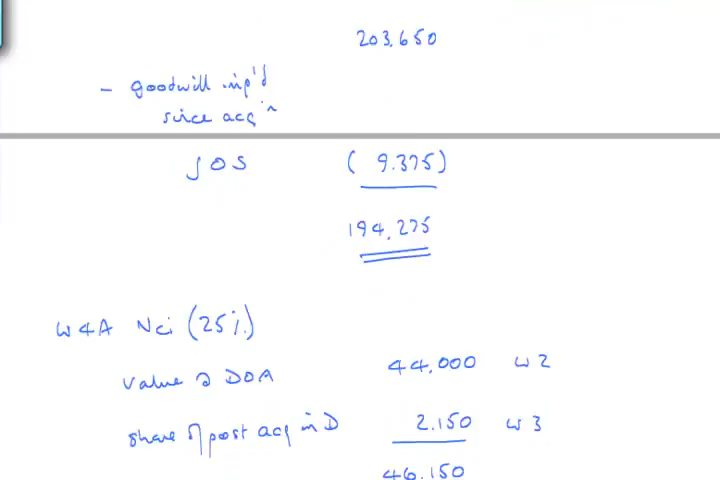 203,650
- goodwill imp'd
since acq'n
JOS (9.375)
194,275
W4A Nci (25%)
value @ DOA 44,000 W2
share of post acq in D 2.150 W3
46.150